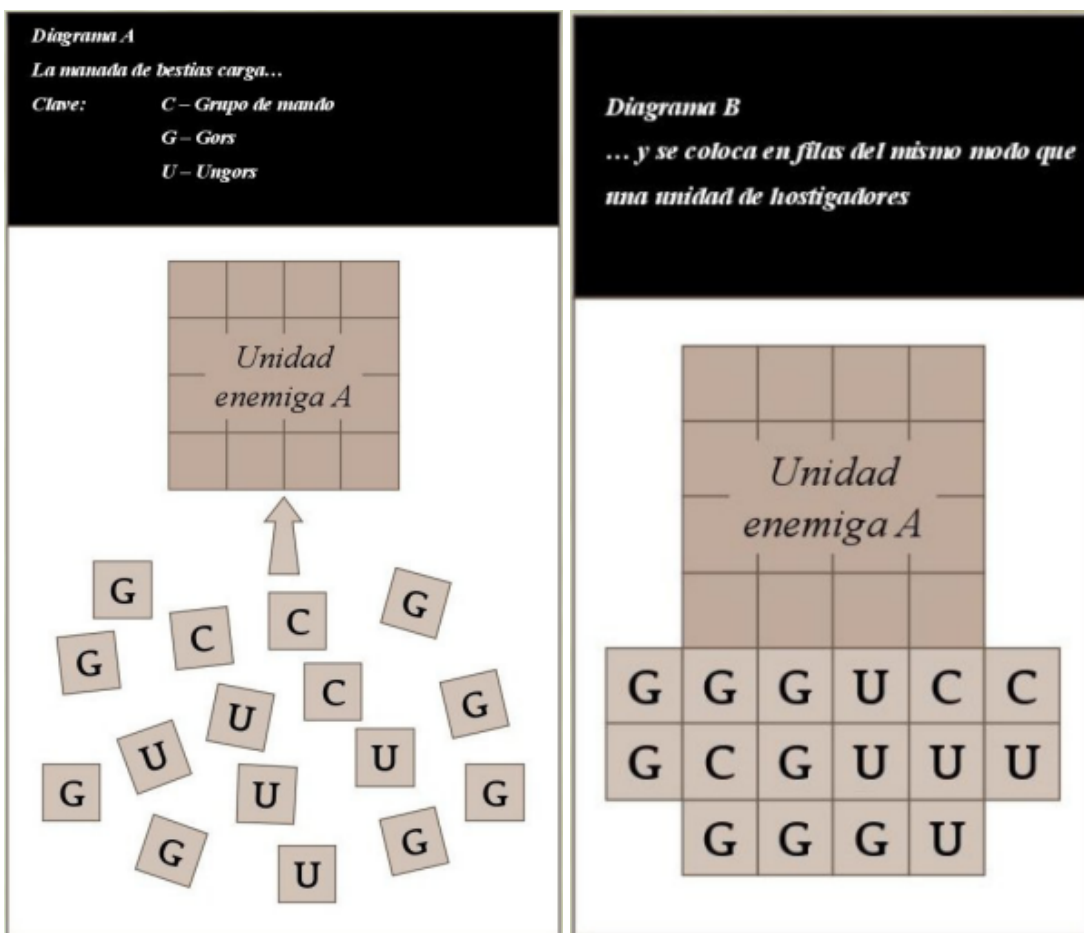 Diagrama A
La manada de bestias carga…
Clave: C – Grupo de mando
G – Gors
U – Ungors
Unidad
enemiga A
G
C
C
G
G
C
G
U
U
U
G
U
G
G
U
G
Diagrama B
… y se coloca en filas del mismo modo que
una unidad de hostigadores
Unidad
enemiga A
G G G U C C
G C G U U U
G G G U